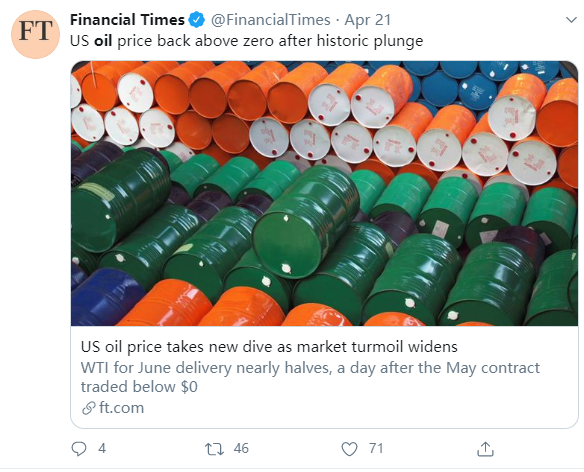 FT
Financial Times @FinancialTimes · Apr 21
US oil price back above zero after historic plunge
US oil price takes new dive as market turmoil widens
WTI for June delivery nearly halves, a day after the May contract
traded below $0
ft.com
4 46 71